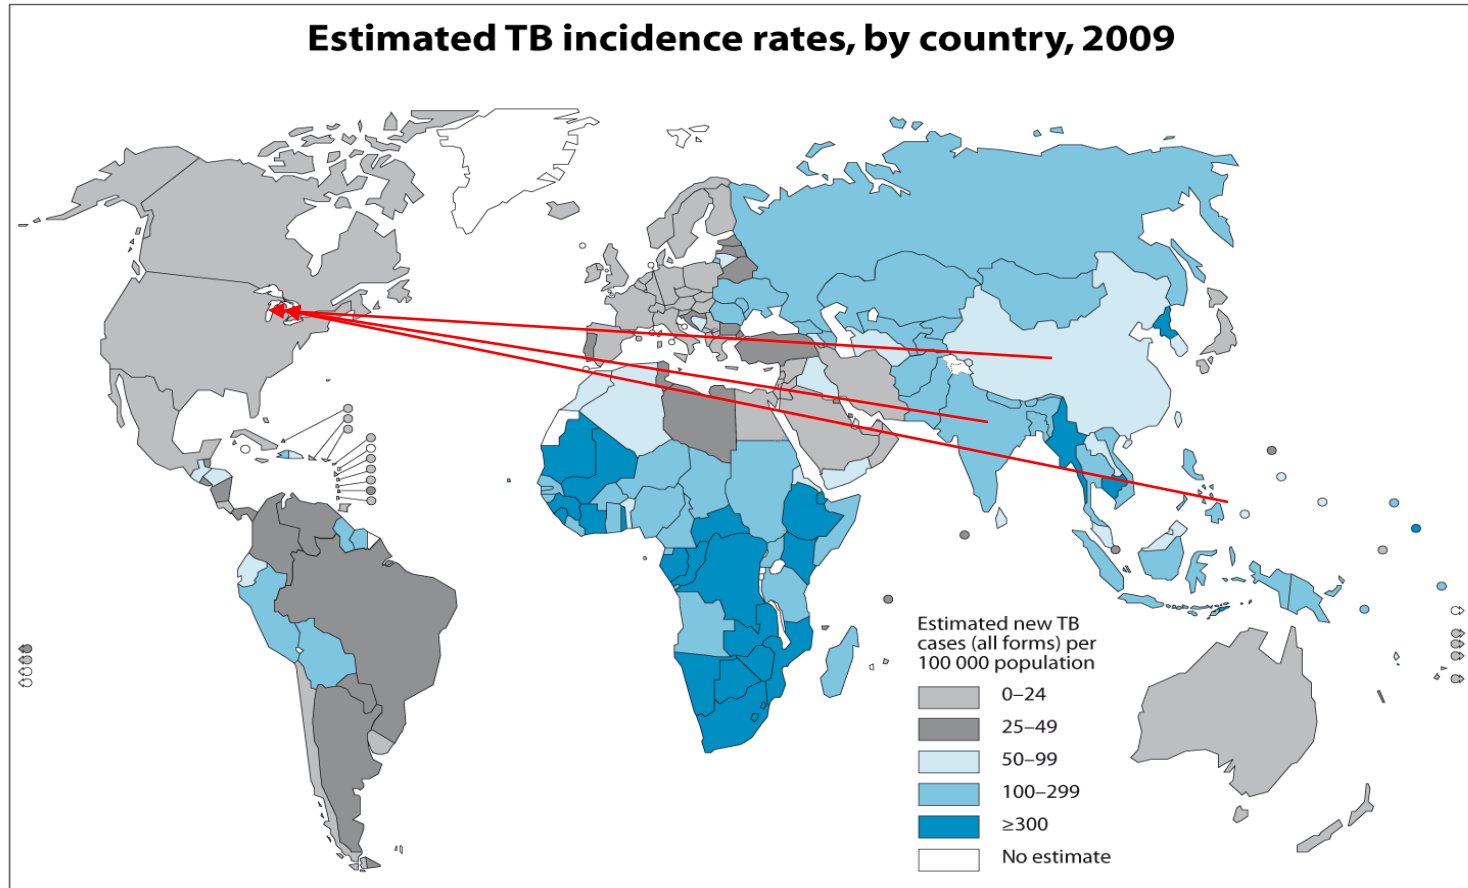 Estimated TB incidence rates, by country, 2009
Estimated new TB
cases (all forms) per
100 000 population
0–24
25–49
50–99
100–299
≥300
No estimate